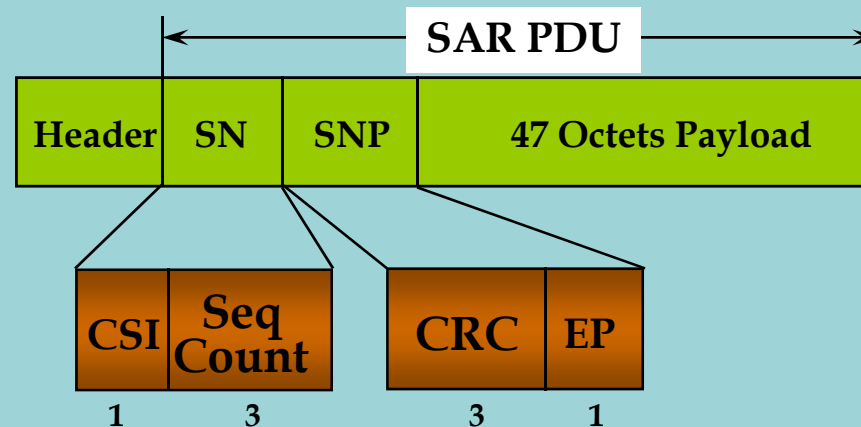 SAR PDU
Header SN SNP 47 Octets Payload
CSI Seq Count CRC EP
1 3 3 1